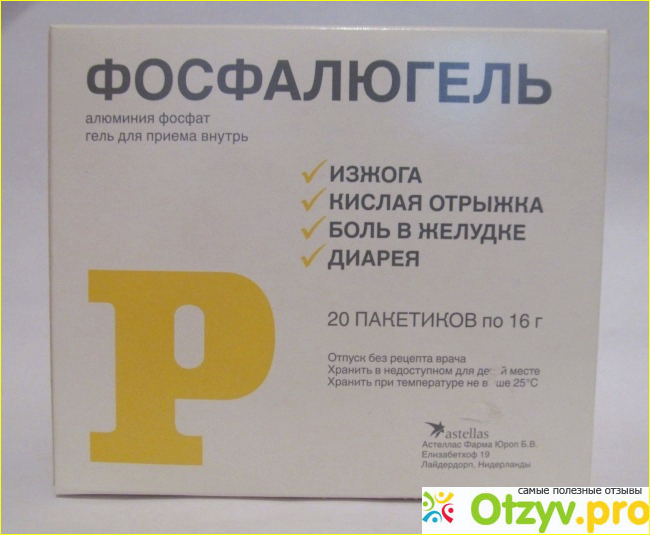 ФОСФАЛЮГЕЛЬ
алюминия фосфат
гель для приема внутрь
ИЗЖОГА
КИСЛАЯ ОТРЫЖКА
БОЛЬ В ЖЕЛУДКЕ
ДИАРЕЯ
P
20 ПАКЕТИКОВ по 16 г
Отпуск без рецепта врача
Хранить в недоступном для детей месте
Хранить при температуре не выше 25°C
astellas
Астеллас Фарма Юроп Б.В.
Елизабетхоф 19
Лайдердорп, Нидерланды
самые полезные отзывы
Otzyv.pro